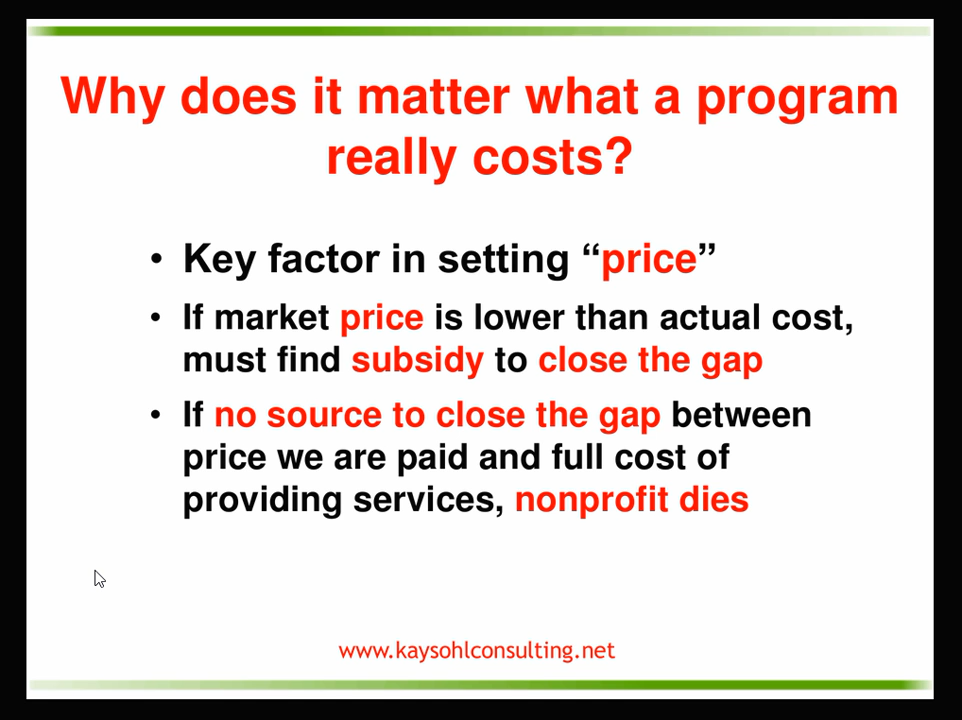 Why does it matter what a program
really costs?
• Key factor in setting “price”
• If market price is lower than actual cost,
must find subsidy to close the gap
• If no source to close the gap between
price we are paid and full cost of
providing services, nonprofit dies
www.kaysohlconsulting.net